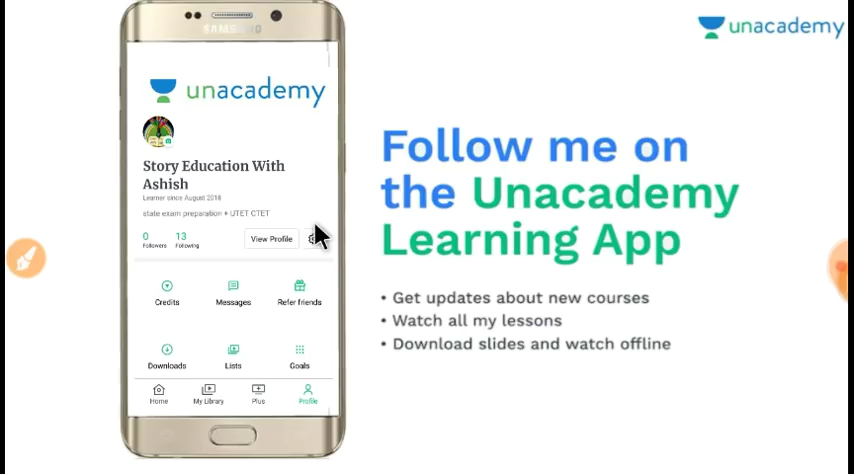 SAMSUNG
unacademy
Story Education With
Ashish
Learner since August 2018
state exam preparation + UTET CTET
0
Followers
13
Following
View Profile
Credits
Messages
Refer friends
Downloads
Lists
Goals
Home
My Library
Plus
Profile
unacademy
Follow me on
the Unacademy
Learning App
• Get updates about new courses
• Watch all my lessons
• Download slides and watch offline